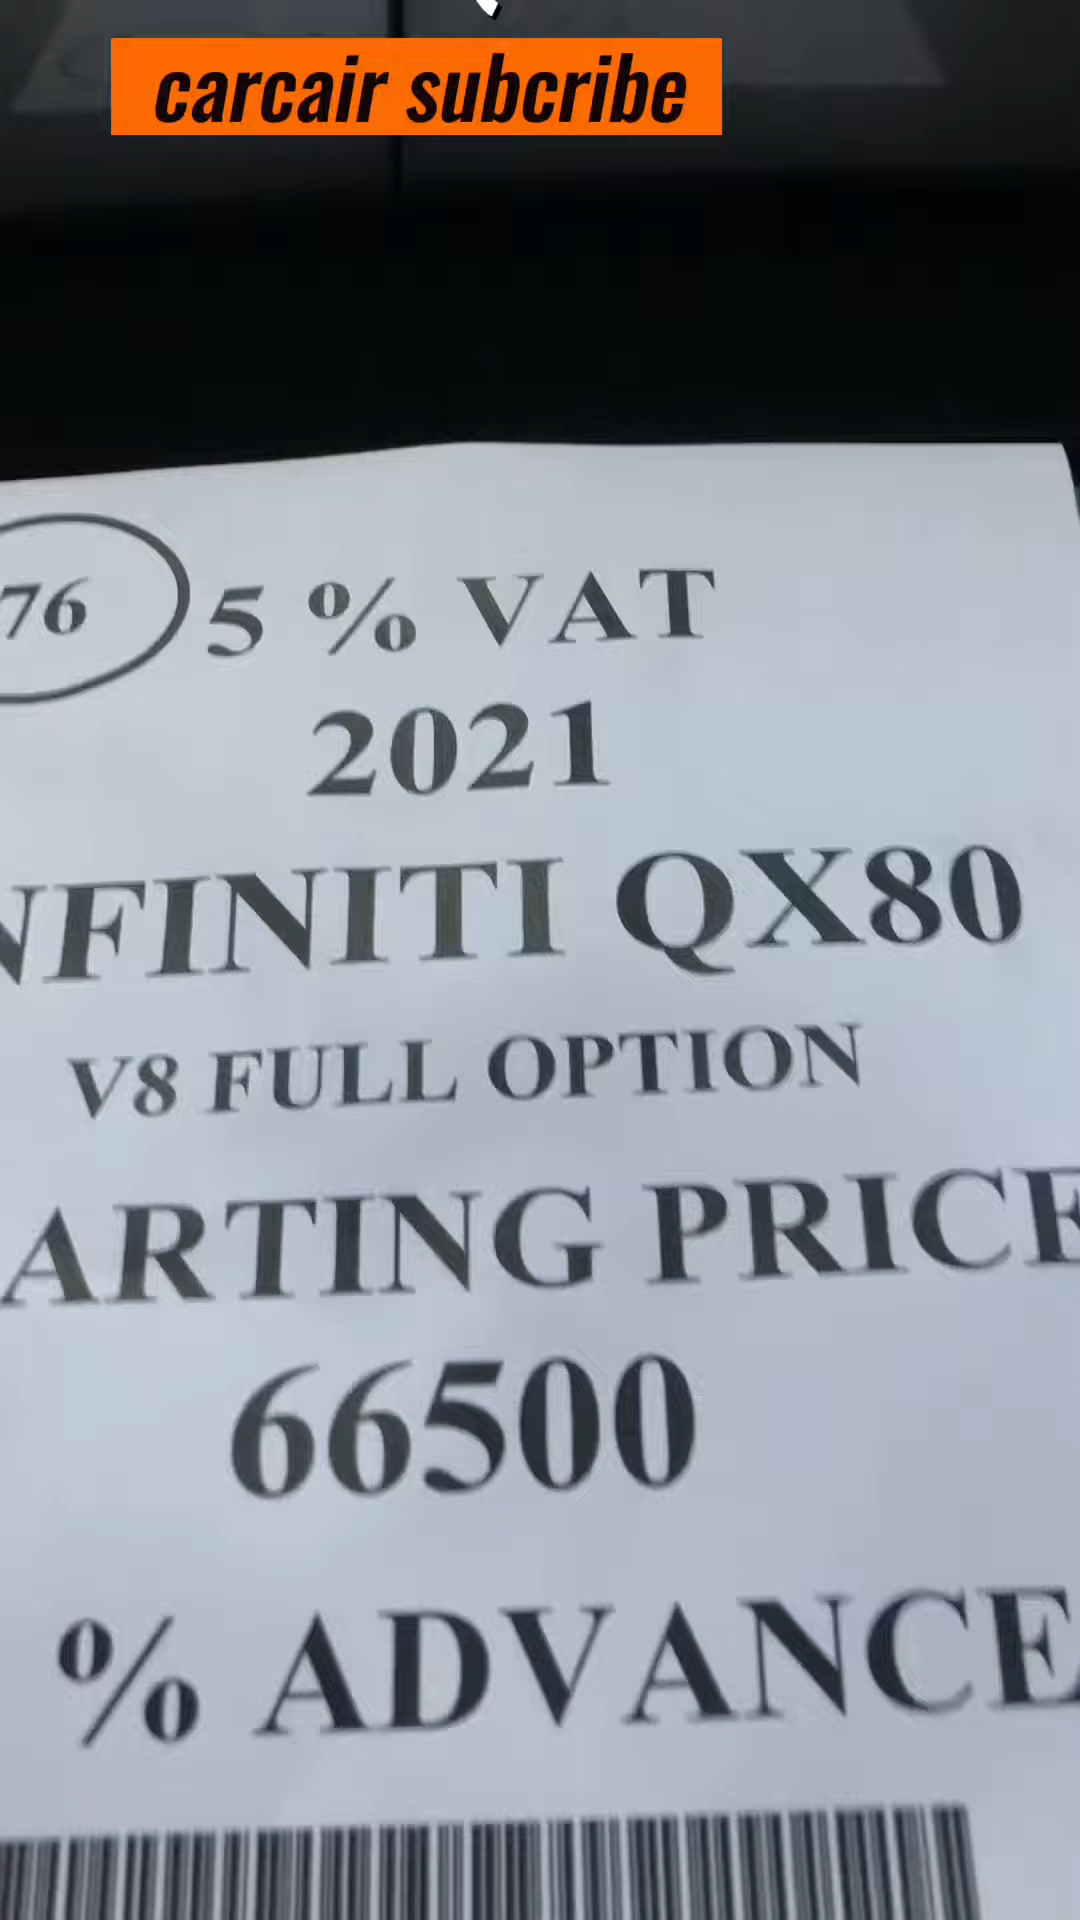 carcair subcribe
76 5 % VAT
2021
NFINITI QX80
V8 FULL OPTION
ARTING PRICE
66500
% ADVANCE